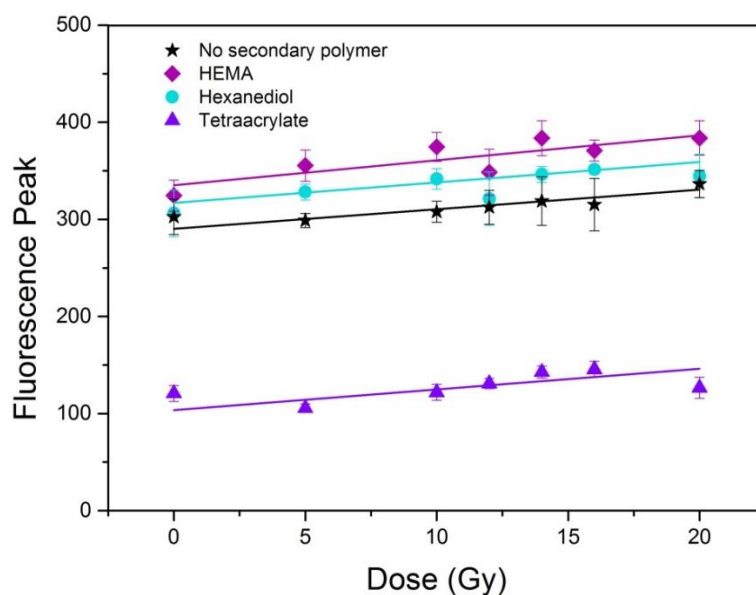 500
400
300
200
100
0
Fluorescence Peak
No secondary polymer
HEMA
Hexanediol
Tetraacrylate
0 5 10 15 20
Dose (Gy)